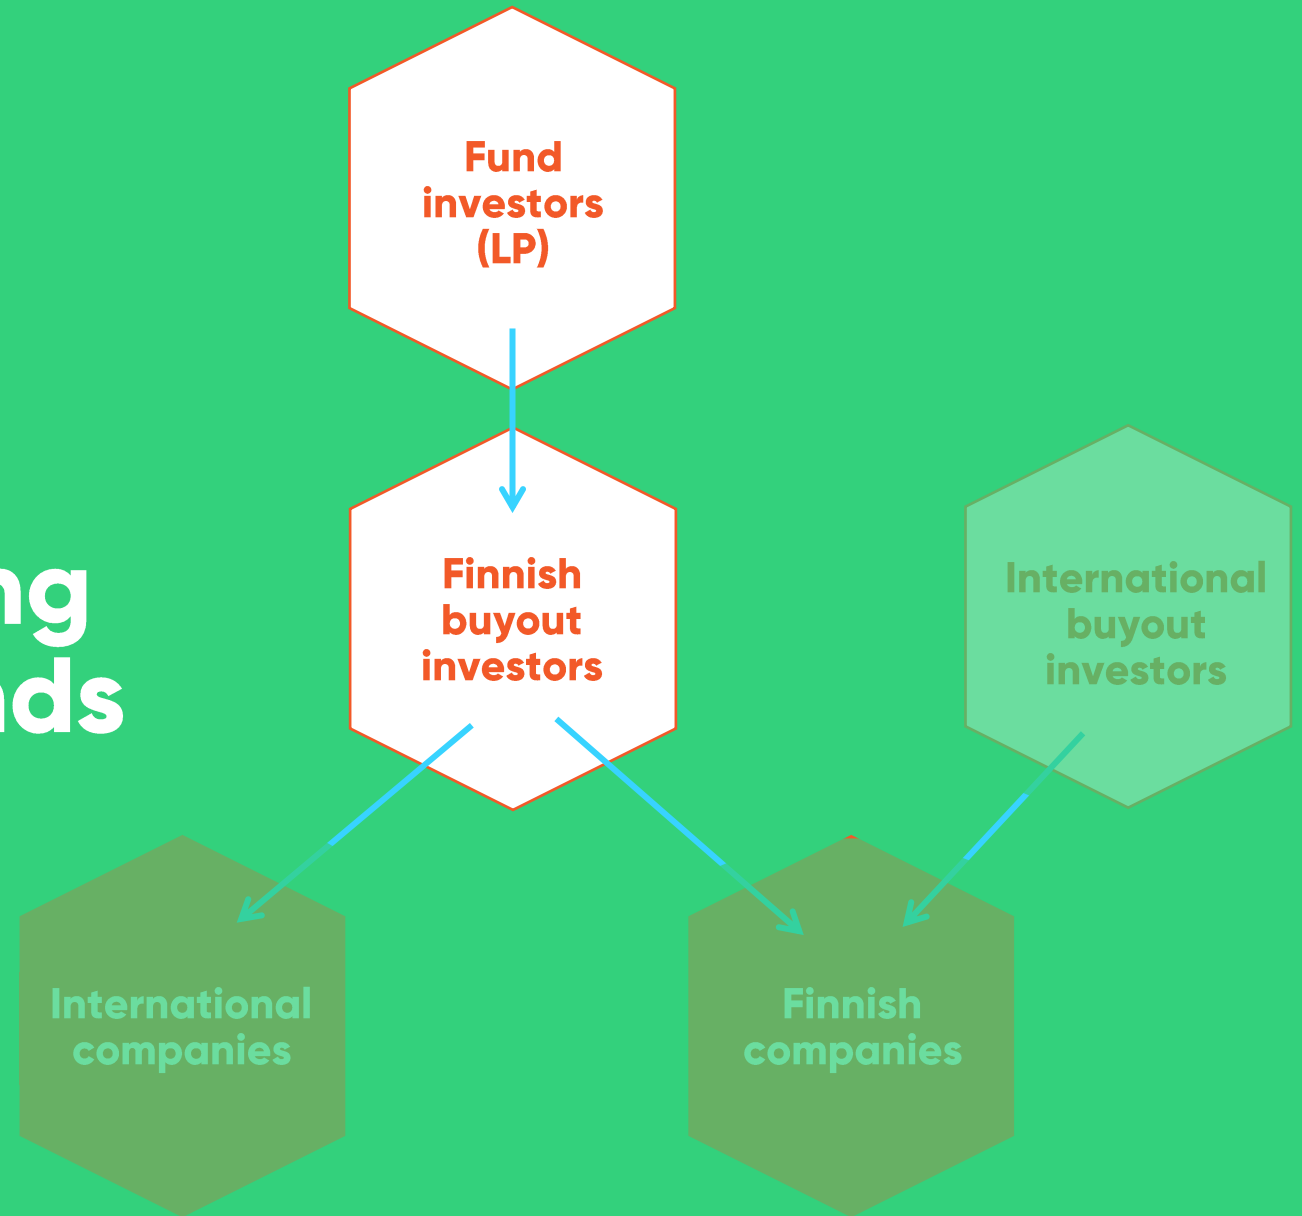 Fund
investors
(LP)
ng
nds
Finnish
buyout
investors
International
buyout
investors
International
companies
Finnish
companies